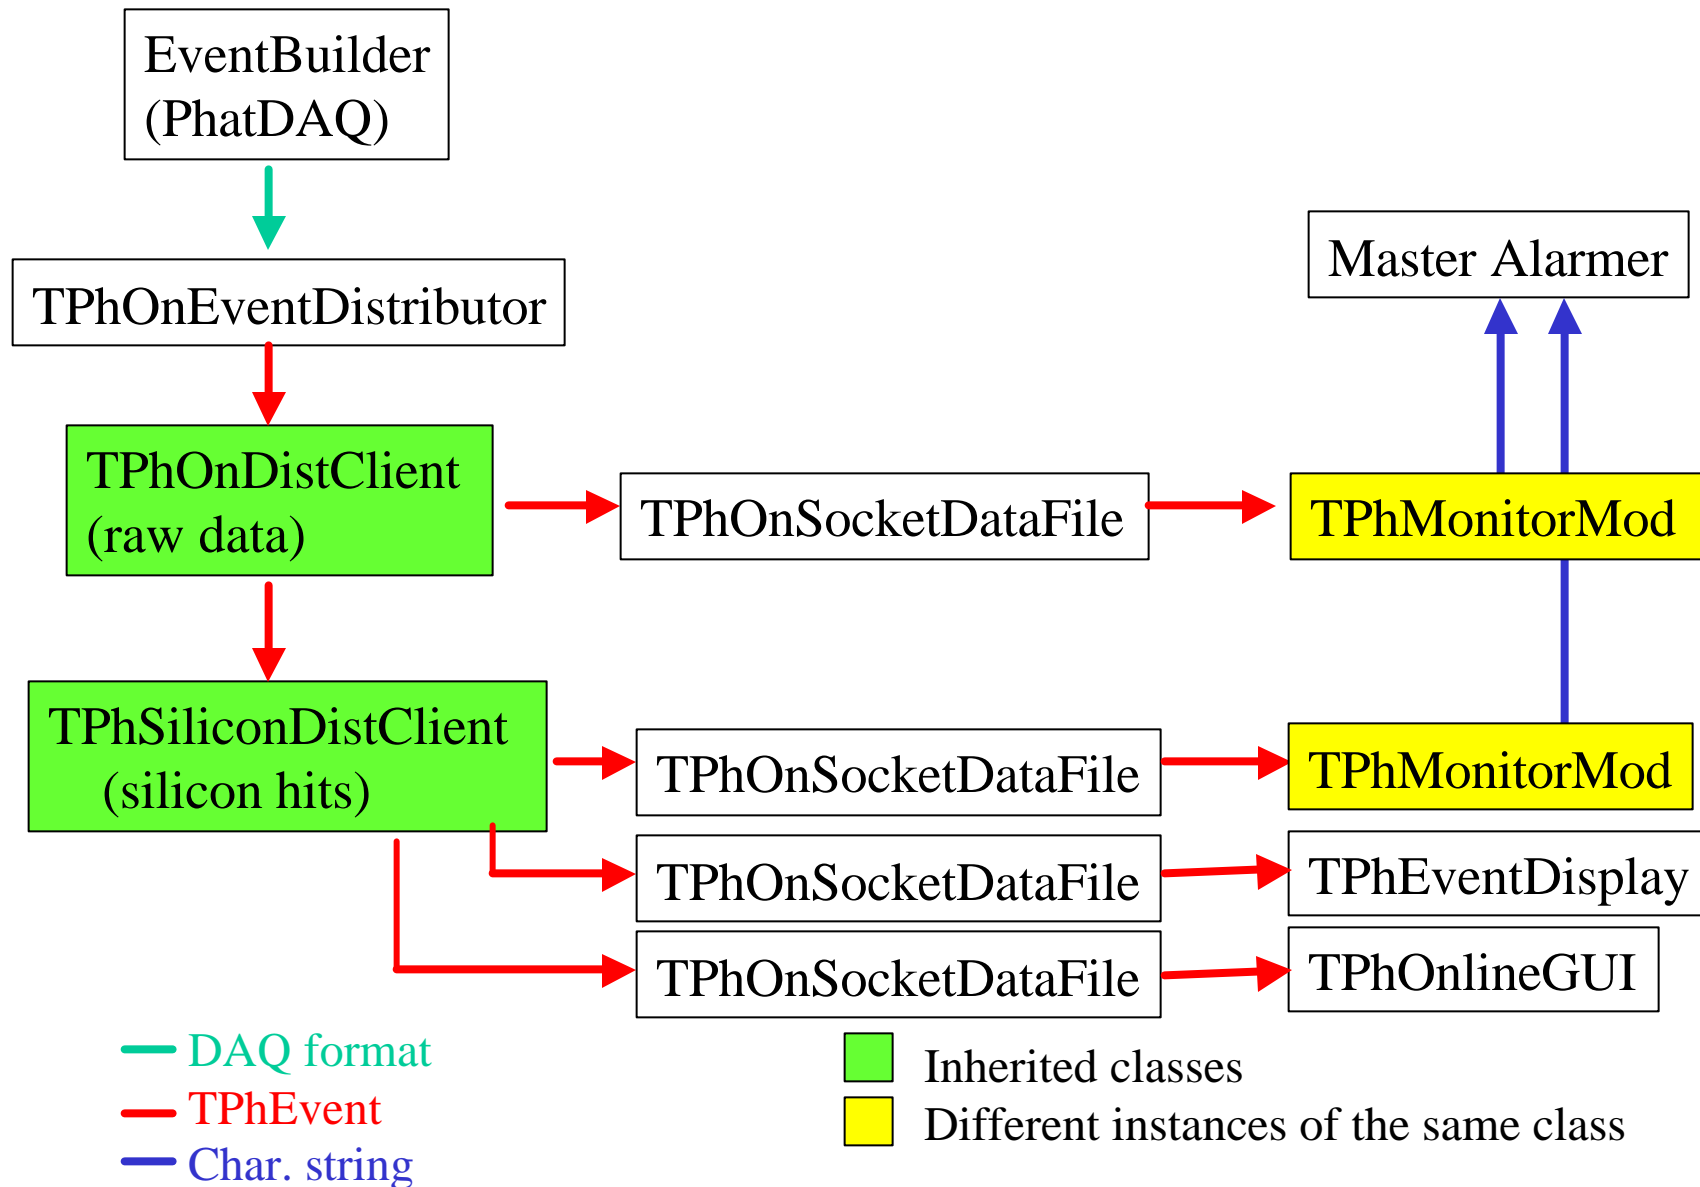 EventBuilder
(PhatDAQ)
TPhOnEventDistributor
Master Alarmer
TPhOnDistClient
(raw data)
TPhOnSocketDataFile
TPhMonitorMod
TPhSiliconDistClient
(silicon hits)
TPhOnSocketDataFile
TPhMonitorMod
TPhOnSocketDataFile
TPhEventDisplay
TPhOnSocketDataFile
TPhOnlineGUI
DAQ format
TPhEvent
Char. string
Inherited classes
Different instances of the same class